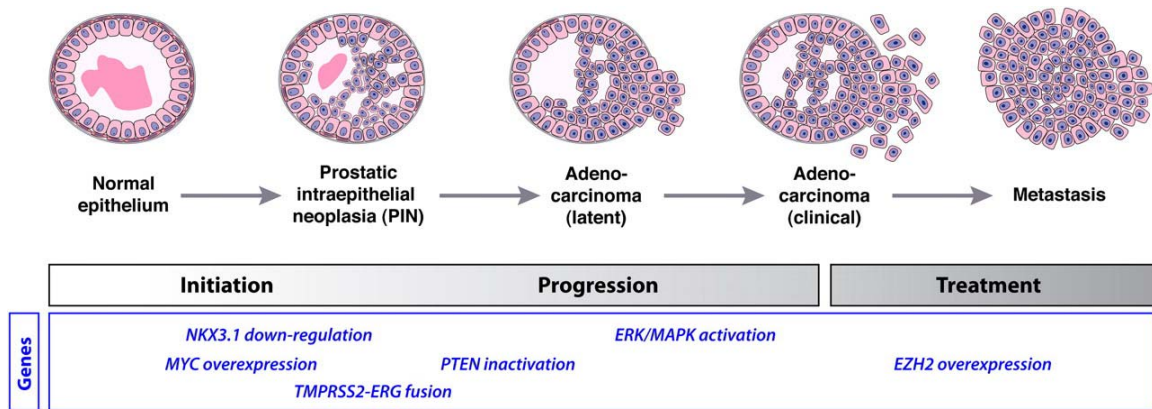 Normal
epithelium
Prostatic
intraepithelial
neoplasia (PIN)
Adeno-
carcinoma
(latent)
Adeno-
carcinoma
(clinical)
Metastasis
Initiation
Progression
Treatment
Genes
NKX3.1 down-regulation
ERK/MAPK activation
MYC overexpression
PTEN inactivation
EZH2 overexpression
TMPRSS2-ERG fusion